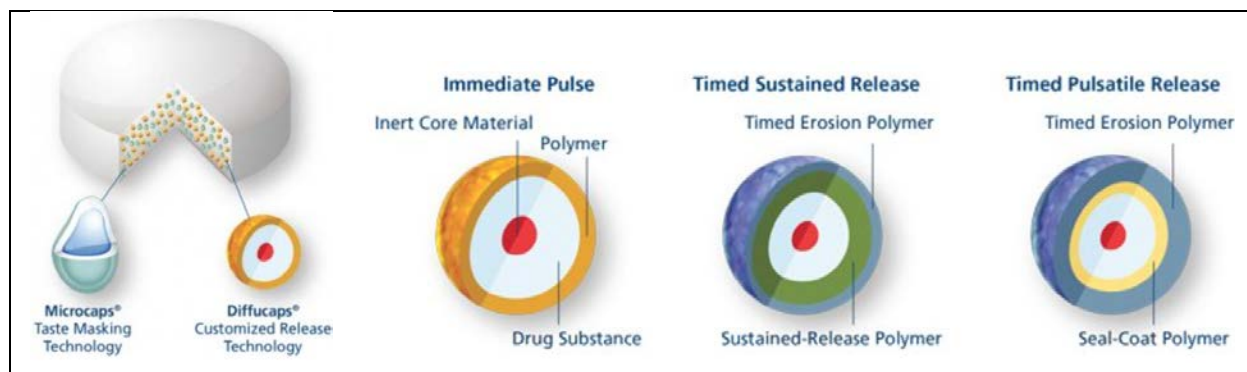 Immediate Pulse
Inert Core Material
Polymer
Drug Substance
Timed Sustained Release
Timed Erosion Polymer
Sustained-Release Polymer
Timed Pulsatile Release
Timed Erosion Polymer
Seal-Coat Polymer
Microcaps®
Taste Masking
Technology
Diffucaps®
Customized Release
Technology